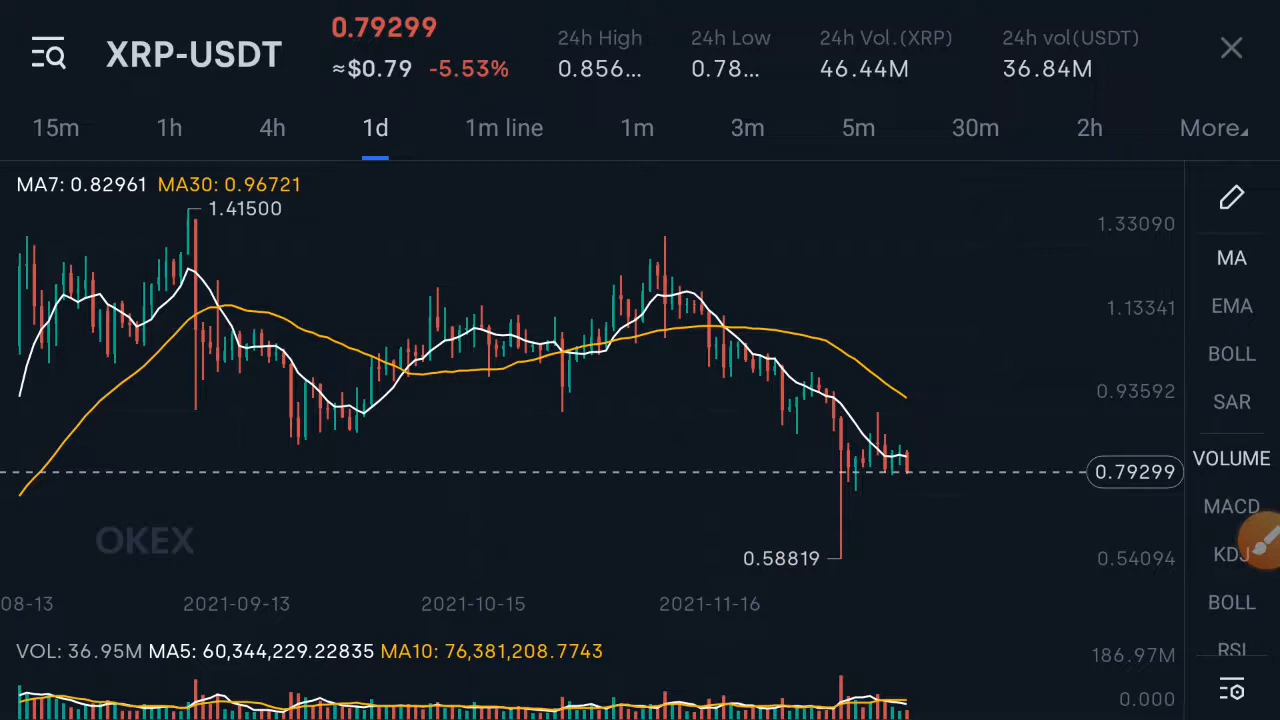 XRP-USDT
0.79299
≈$0.79 -5.53%
24h High
0.856...
24h Low
0.78...
24h Vol.(XRP)
46.44M
24h vol(USDT)
36.84M
15m 1h 4h 1d 1m line 1m 3m 5m 30m 2h More
MA7: 0.82961 MA30: 0.96721
1.41500
1.33090
1.13341
0.93592
0.79299
0.58819
0.54094
OKEX
08-13 2021-09-13 2021-10-15 2021-11-16
VOL: 36.95M MA5: 60,344,229.22835 MA10: 76,381,208.7743
186.97M
0.000
MA
EMA
BOLL
SAR
VOLUME
MACD
KDJ
BOLL
RSI